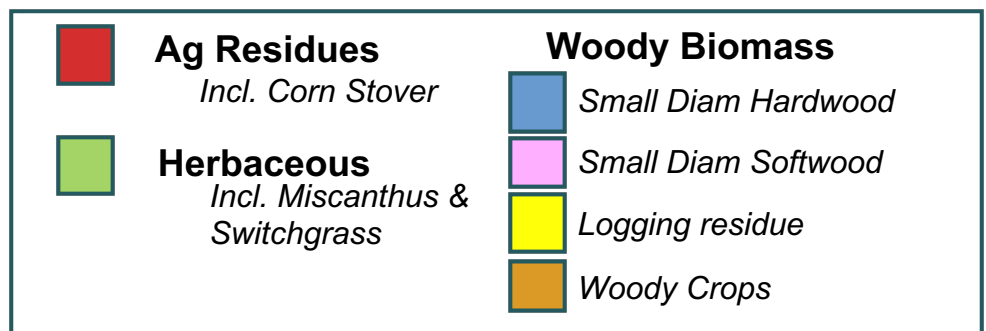 Ag Residues
Incl. Corn Stover
Herbaceous
Incl. Miscanthus &
Switchgrass
Woody Biomass
Small Diam Hardwood
Small Diam Softwood
Logging residue
Woody Crops